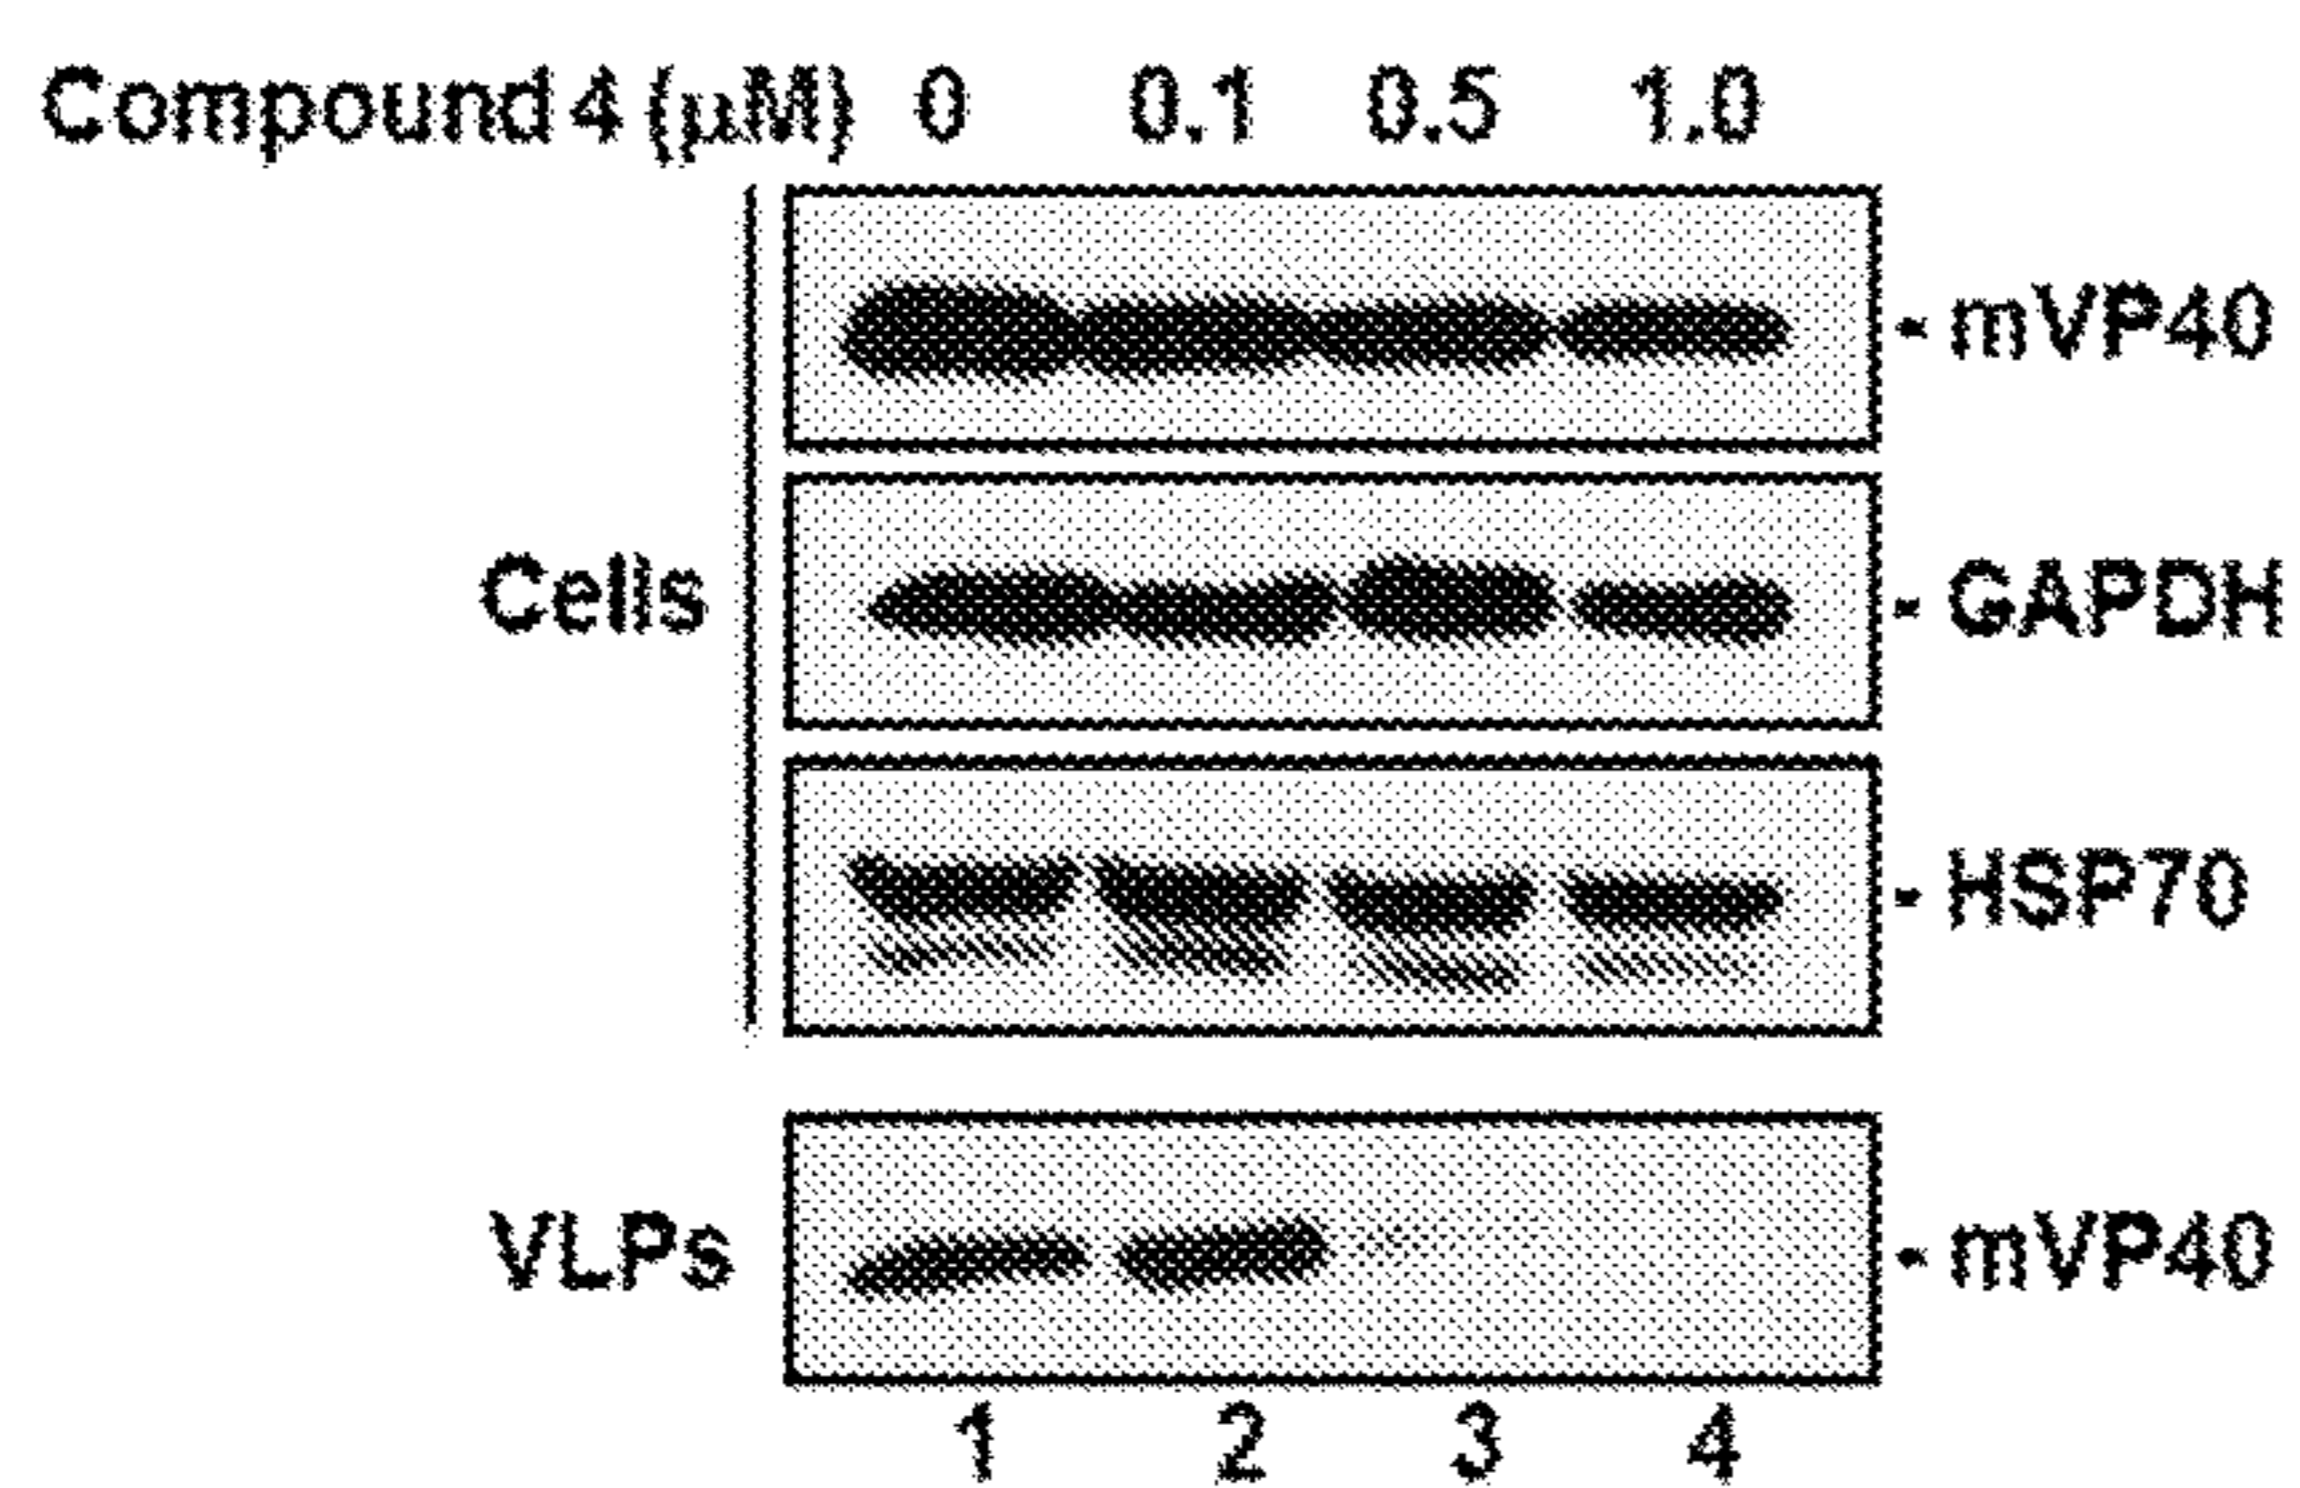 Compound 4 (µM) 0 0.1 0.5 1.0
- mVP40
Cells - GAPDH
- HSP70
VLPs - mVP40
1 2 3 4